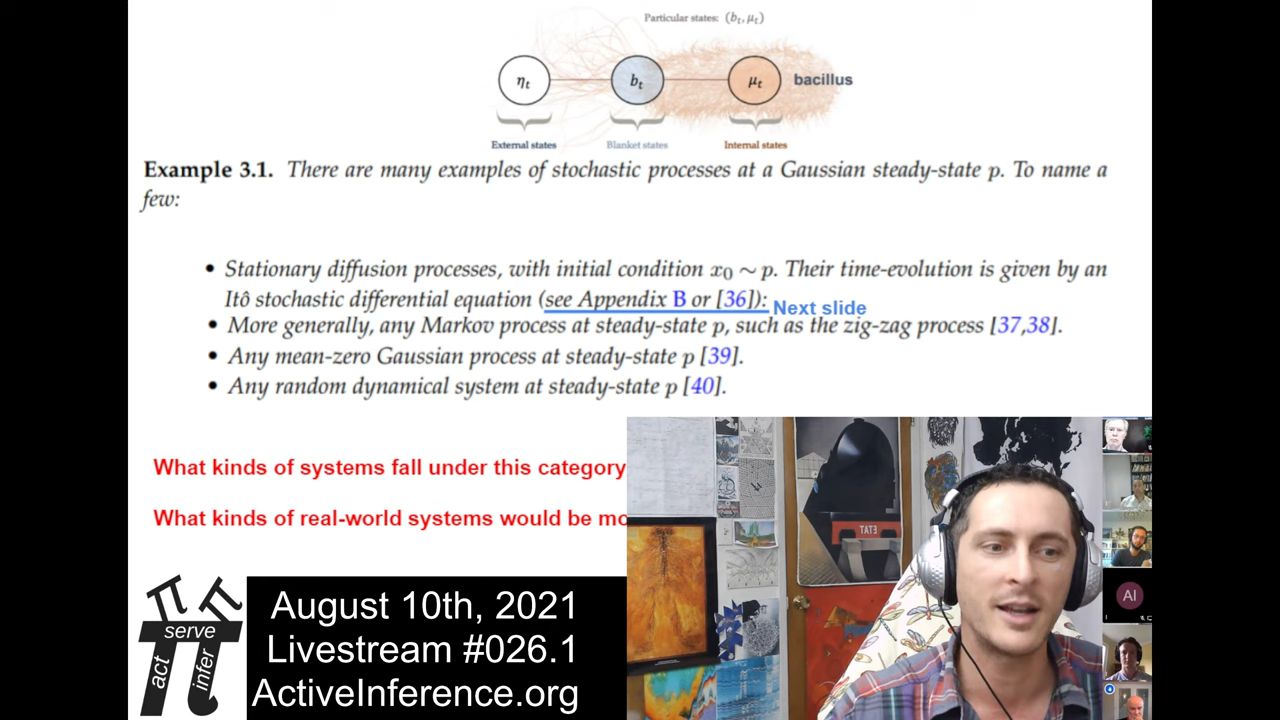 Particular states: (bₜ, μₜ)
ηₜ bₜ μₜ bacillus
External states Blanket states Internal states
Example 3.1. There are many examples of stochastic processes at a Gaussian steady-state p. To name a
few:
• Stationary diffusion processes, with initial condition x₀ ∼ p. Their time-evolution is given by an
Itô stochastic differential equation (see Appendix B or [36]):
Next slide
• More generally, any Markov process at steady-state p, such as the zig-zag process [37,38].
• Any mean-zero Gaussian process at steady-state p [39].
• Any random dynamical system at steady-state p [40].
What kinds of systems fall under this category
What kinds of real-world systems would be mo
serve
act
infer
August 10th, 2021
Livestream #026.1
ActiveInference.org
TATƎ
AI